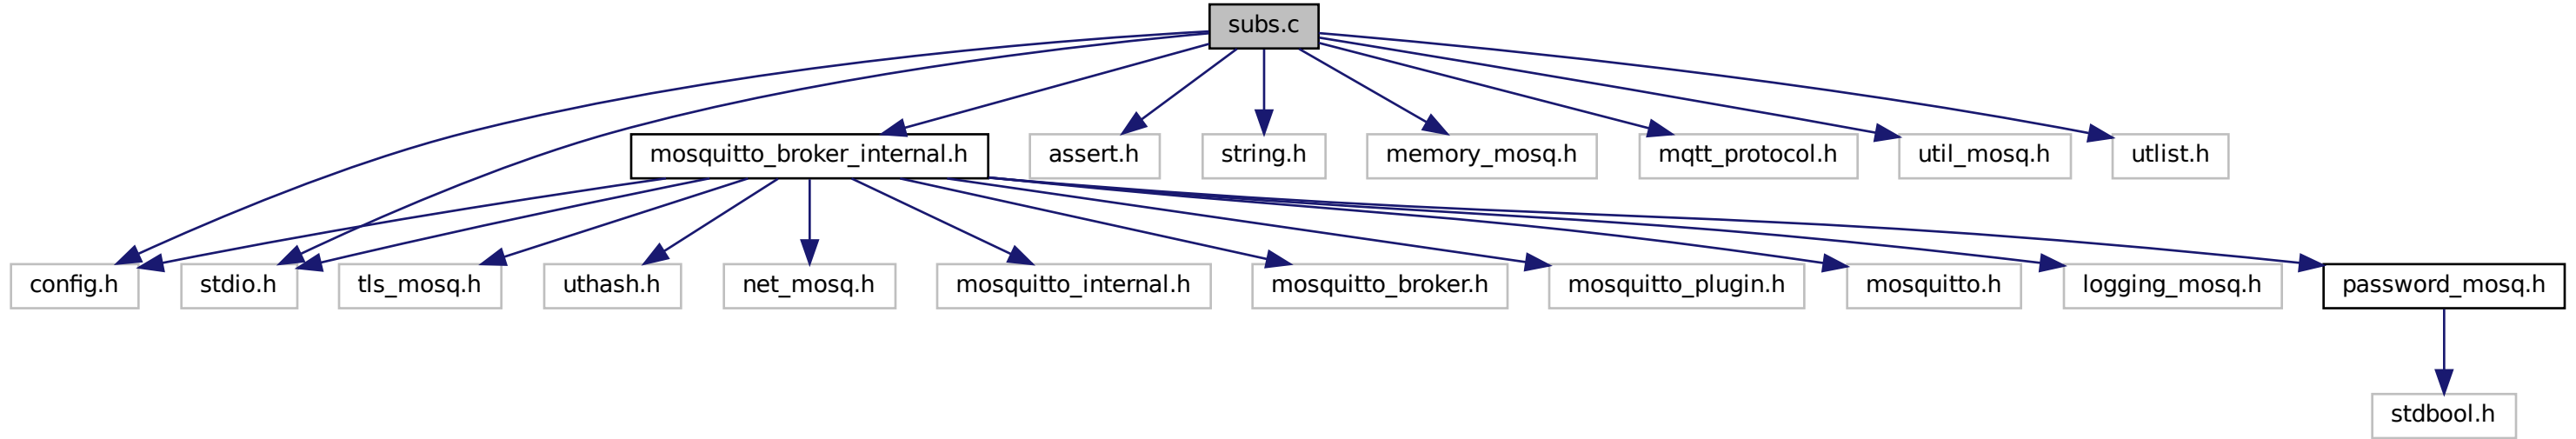 subs.c
mosquitto_broker_internal.h
assert.h
string.h
memory_mosq.h
mqtt_protocol.h
util_mosq.h
utlist.h
config.h
stdio.h
tls_mosq.h
uthash.h
net_mosq.h
mosquitto_internal.h
mosquitto_broker.h
mosquitto_plugin.h
mosquitto.h
logging_mosq.h
password_mosq.h
stdbool.h